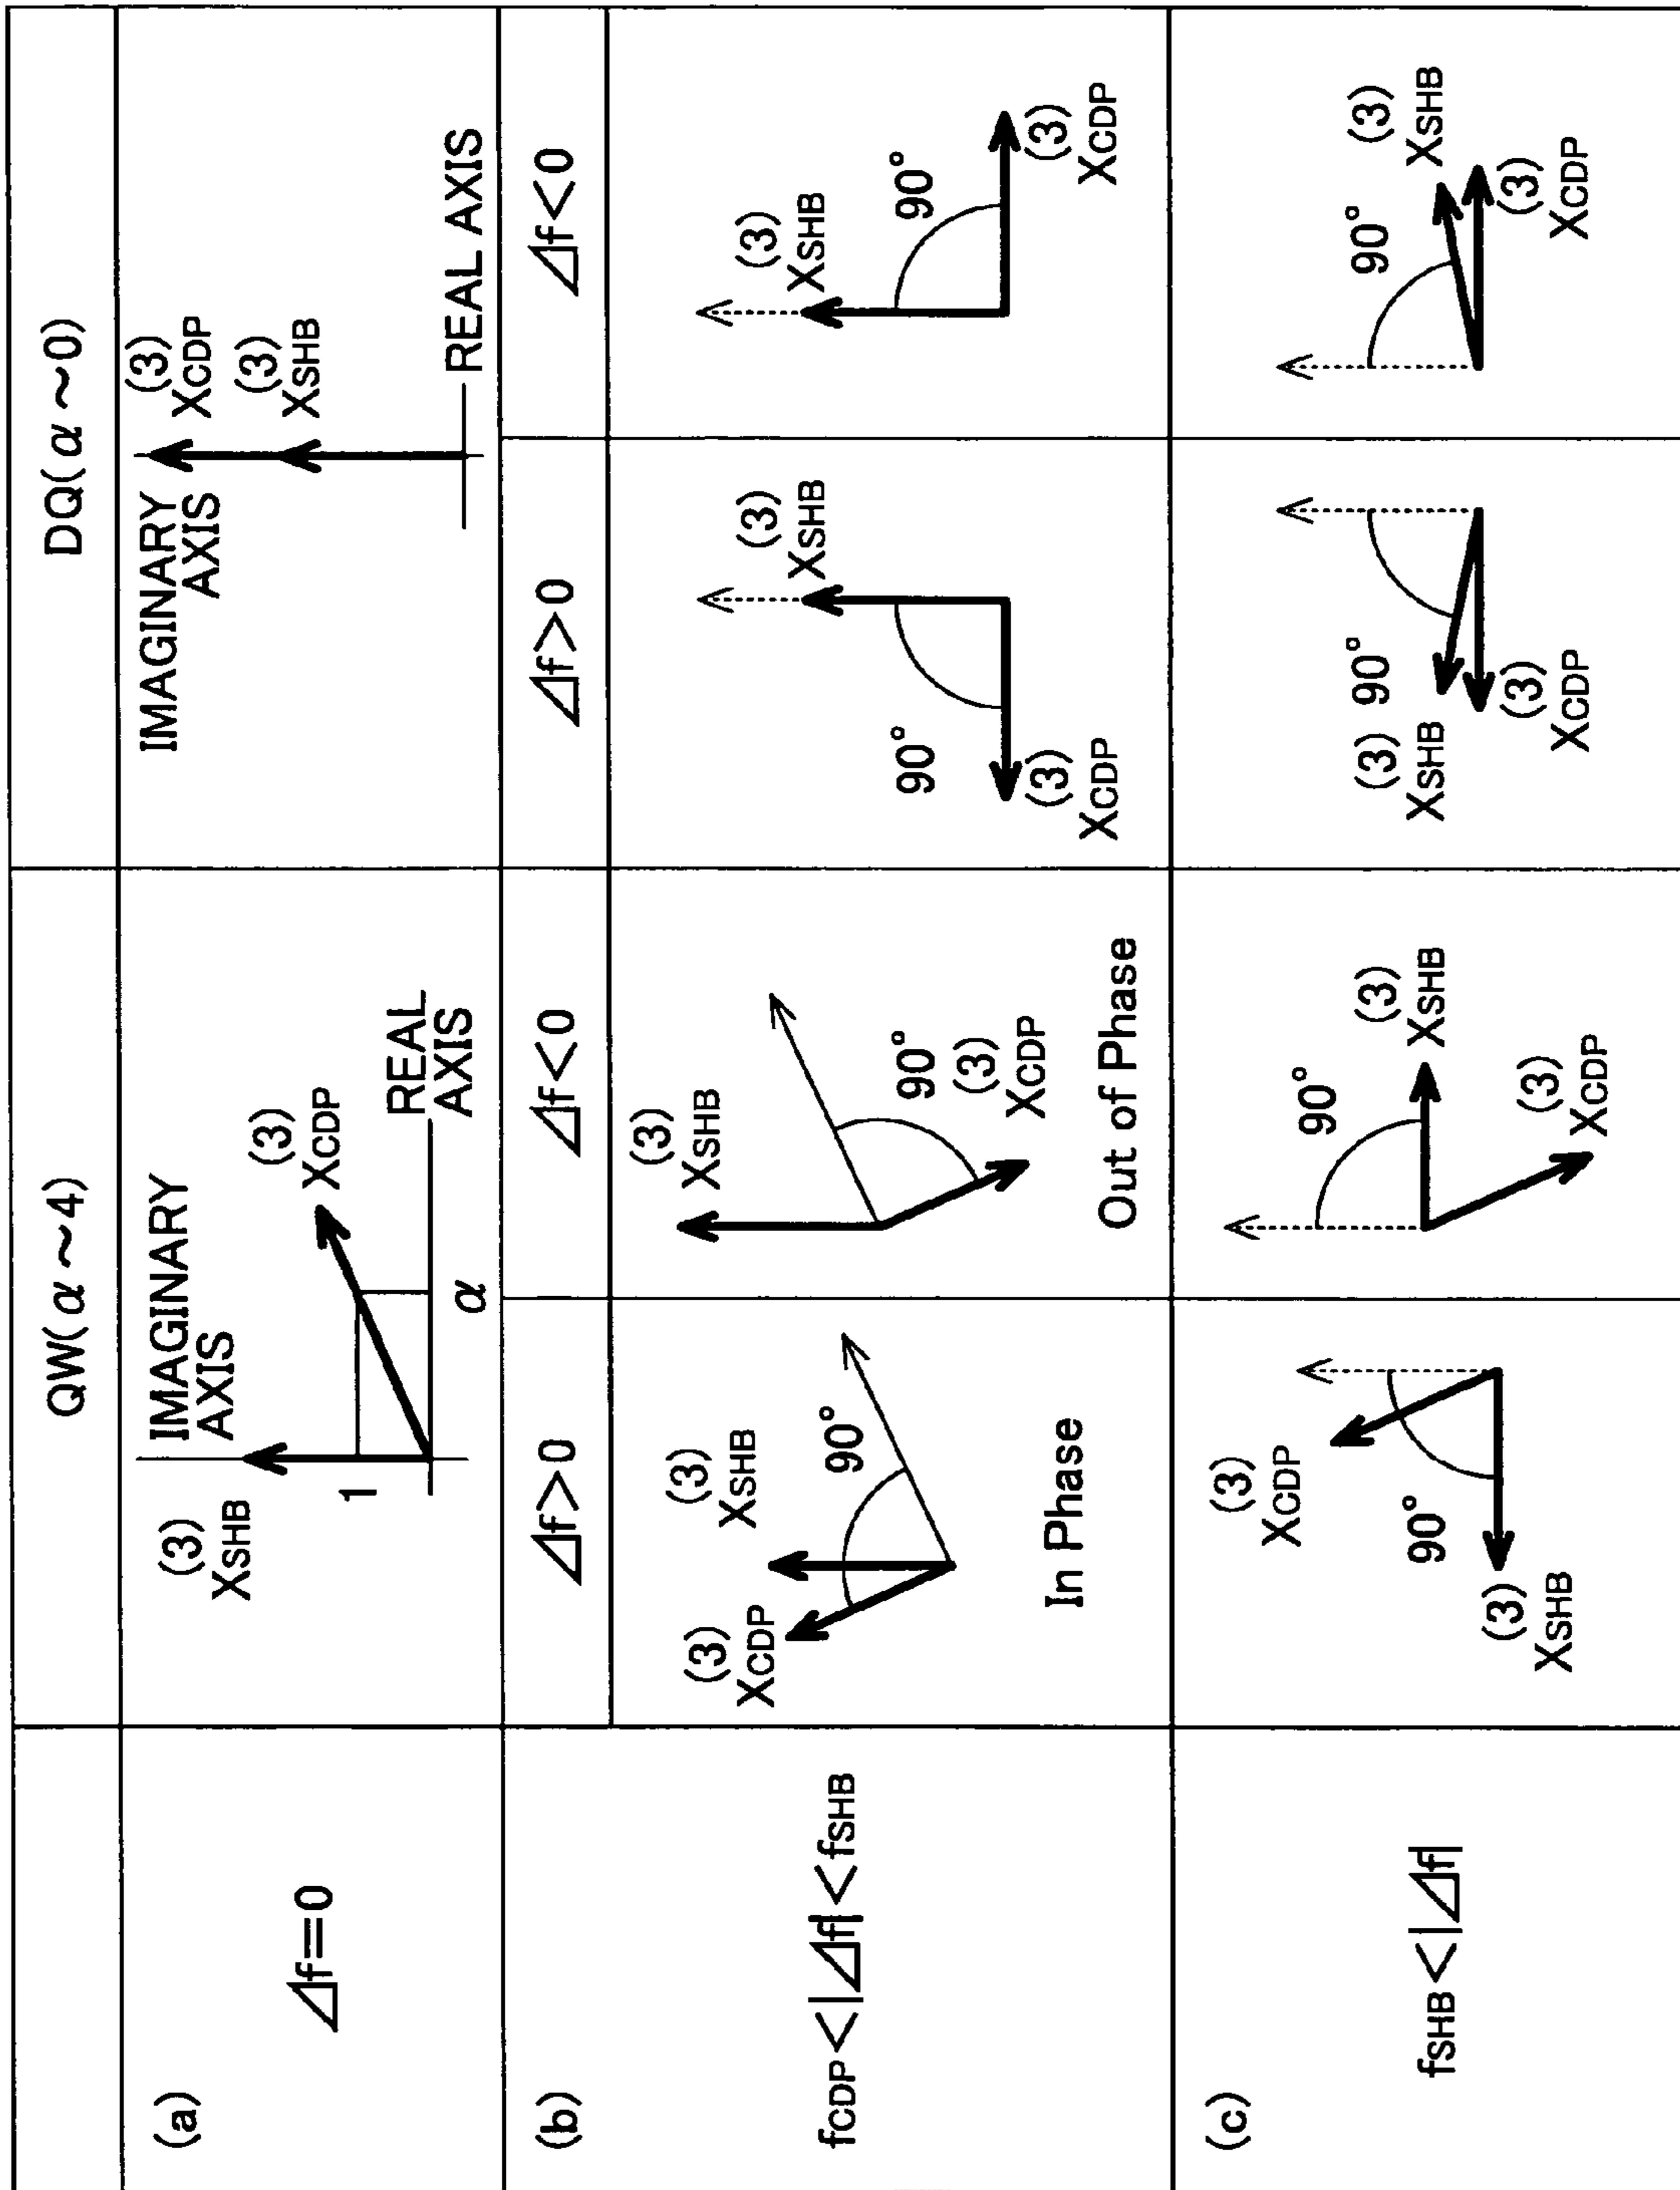 QW(α~4)
DQ(α~0)
(a)
Δf=0
(3)
XSHB
IMAGINARY
AXIS
1
(3)
XCDP
REAL
AXIS
α
IMAGINARY
AXIS
(3)
XCDP
(3)
XSHB
REAL AXIS
Δf>0
Δf<0
Δf>0
Δf<0
(b)
fCDP<|Δf|<fSHB
(3)
XCDP
(3)
XSHB
90°
In Phase
(3)
XSHB
90°
(3)
XCDP
Out of Phase
90°
(3)
XSHB
(3)
XCDP
(3)
XSHB
90°
(3)
XCDP
(c)
fSHB<|Δf|
(3)
XCDP
90°
(3)
XSHB
90°
(3)
XSHB
(3)
XCDP
(3)
XSHB
90°
(3)
XCDP
90°
(3)
XSHB
(3)
XCDP